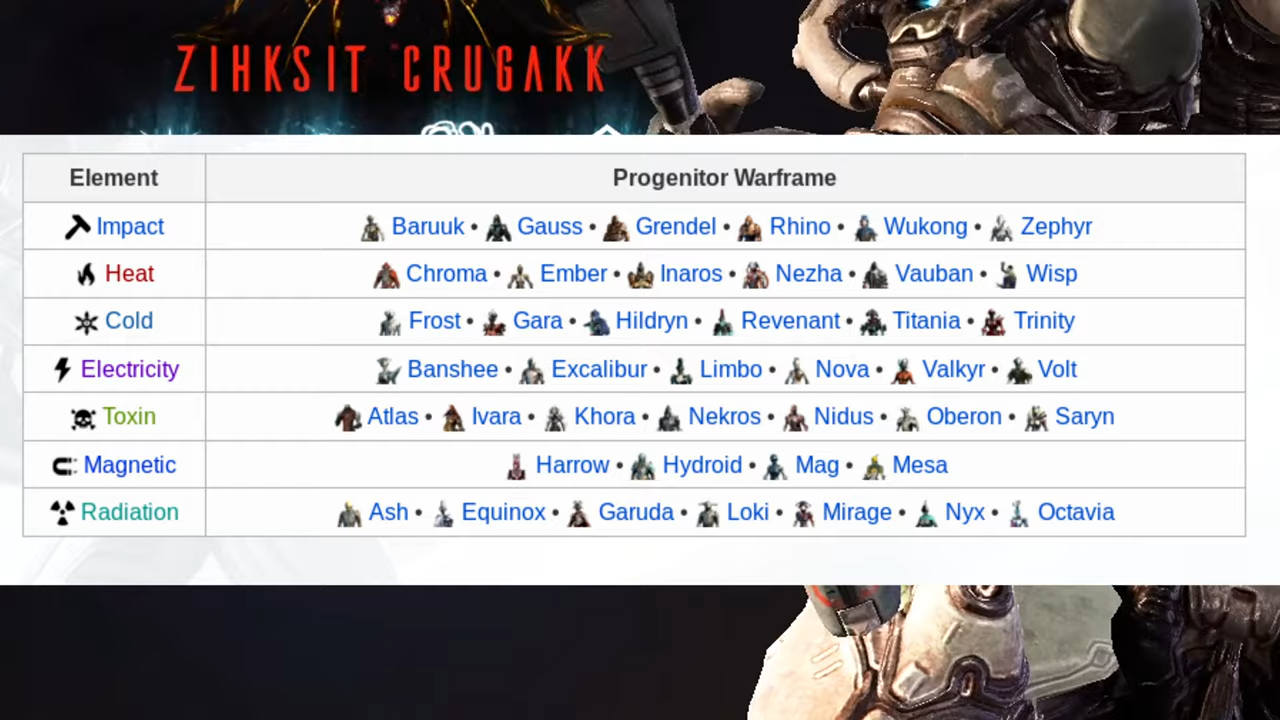 ZIHKSIT CRUGAKK
Element Progenitor Warframe
Impact Baruuk • Gauss • Grendel • Rhino • Wukong • Zephyr
Heat Chroma • Ember • Inaros • Nezha • Vauban • Wisp
Cold Frost • Gara • Hildryn • Revenant • Titania • Trinity
Electricity Banshee • Excalibur • Limbo • Nova • Valkyr • Volt
Toxin Atlas • Ivara • Khora • Nekros • Nidus • Oberon • Saryn
Magnetic Harrow • Hydroid • Mag • Mesa
Radiation Ash • Equinox • Garuda • Loki • Mirage • Nyx • Octavia